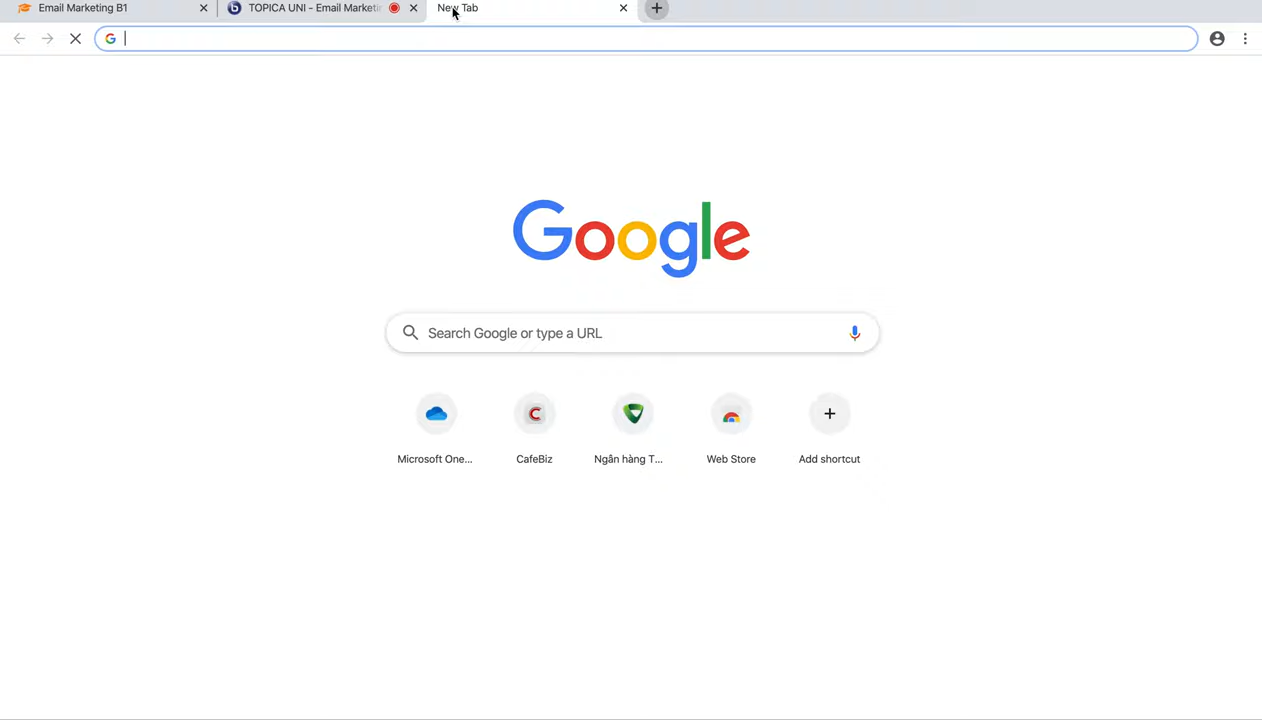 Email Marketing B1
TOPICA UNI - Email Marketin
New Tab
Google
Search Google or type a URL
Microsoft One...
CafeBiz
Ngân hàng T...
Web Store
Add shortcut